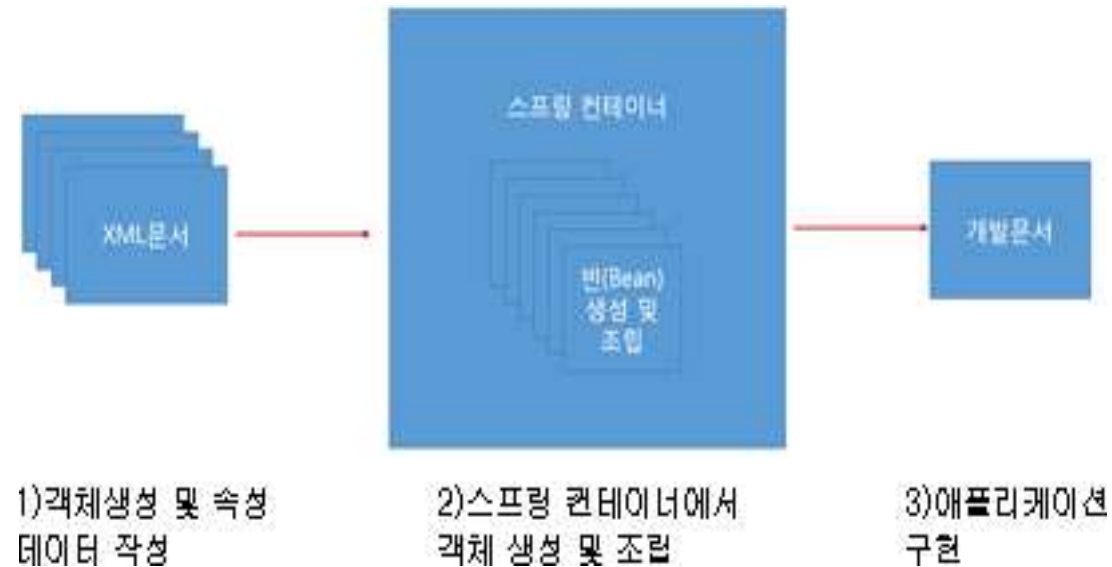 스프링 컨테이너
XML문서
빈(Bean)
생성 및
조립
개발문서
1)객체생성 및 속성
데이터 작성
2)스프링 컨테이너에서
객체 생성 및 조립
3)애플리케이션
구현